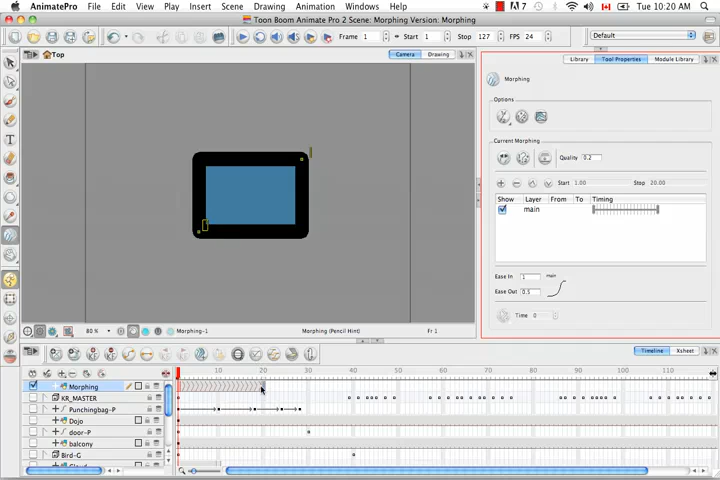 AnimatePro File Edit View Play Insert Scene Drawing Animation Windows Help 7 Tue 10:20 AM
Toon Boom Animate Pro 2 Scene: Morphing Version: Morphing
Frame 1 Start 1 Stop 127 FPS 24 Default
Top Camera Drawing Library Tool Properties Module Library
Morphing
Options
Current Morphing
Quality 0.2
Start 1.00 Stop 20.00
Show Layer From To Timing
main
Ease In 1 main
Ease Out 0.5
Time 0
80 % Morphing-1 Morphing (Pencil Hint) Fr 1
Timeline Xsheet
10 20 30 40 50 60 70 80 90 100 110 120
Morphing
KR_MASTER
Punchingbag-P
Dojo
door-P
balcony
Bird-G
Cloud